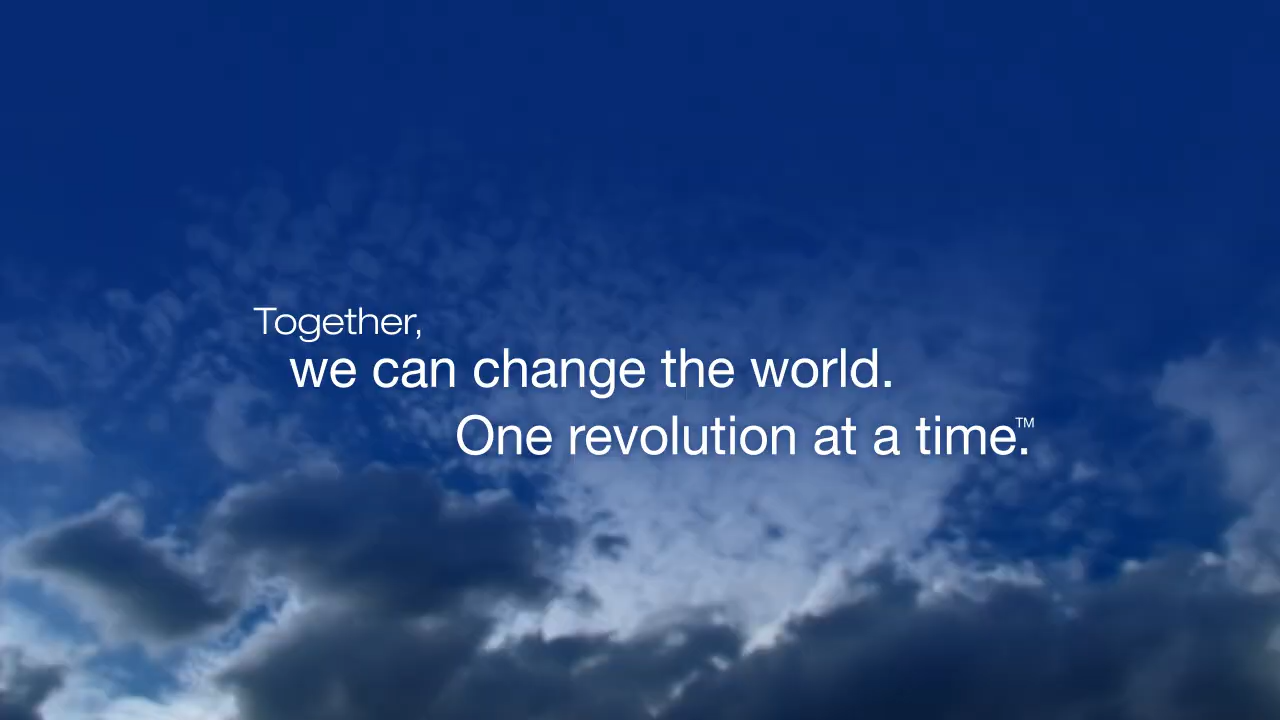 Together,
we can change the world.
One revolution at a time.™